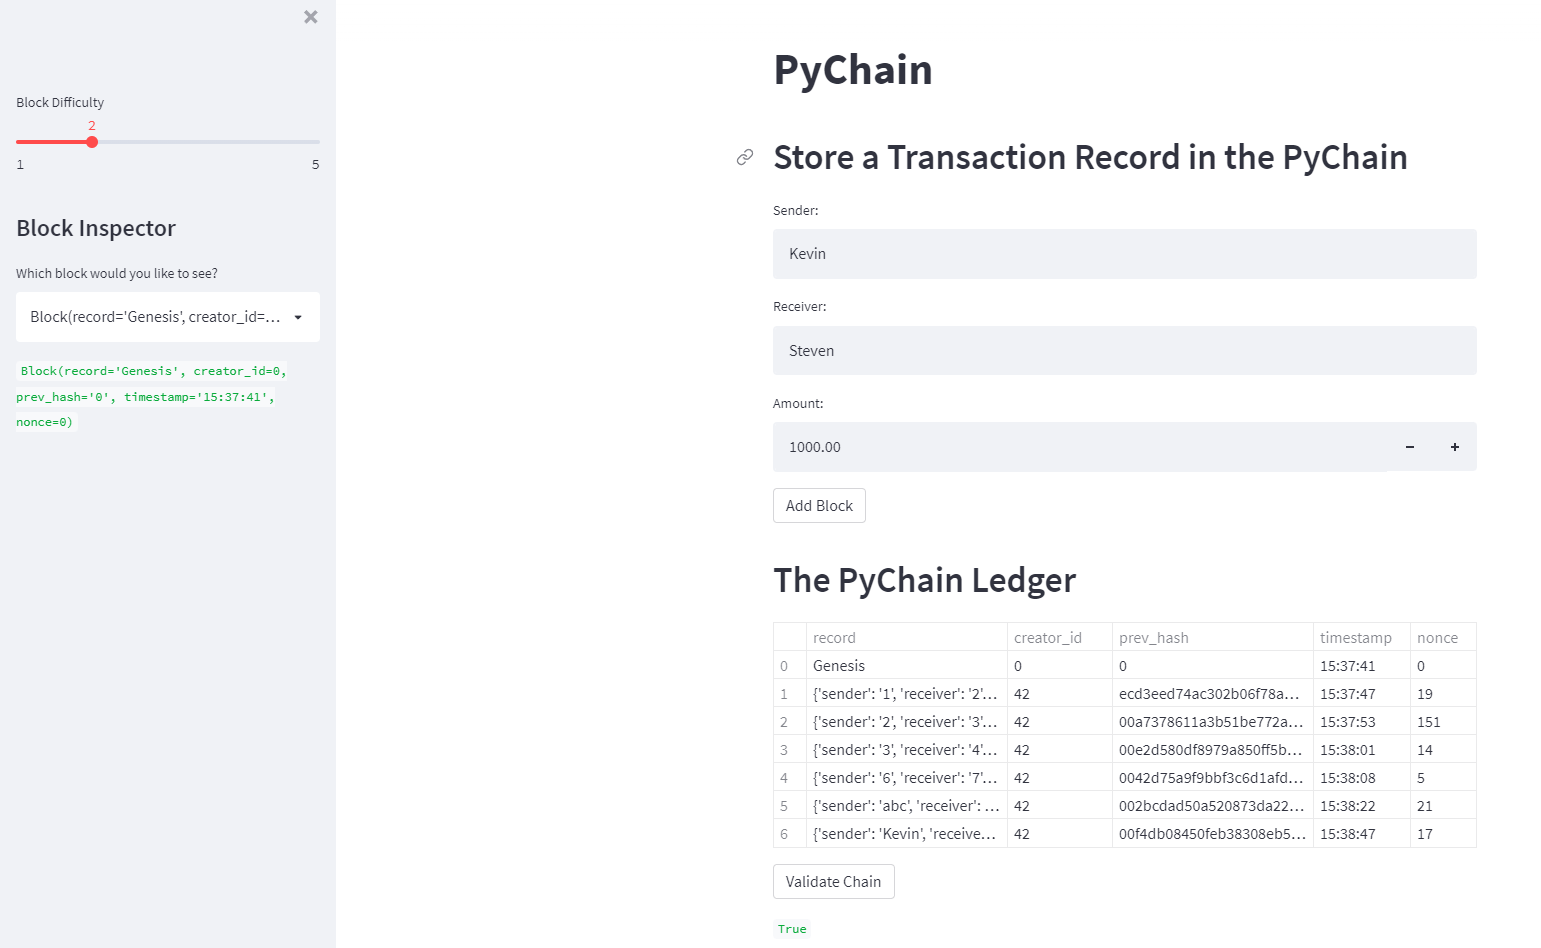 Block Difficulty
2
1 5
Block Inspector
Which block would you like to see?
Block(record='Genesis', creator_id=...
Block(record='Genesis', creator_id=0,
prev_hash='0', timestamp='15:37:41',
nonce=0)
PyChain
Store a Transaction Record in the PyChain
Sender:
Kevin
Receiver:
Steven
Amount:
1000.00
Add Block
The PyChain Ledger
record creator_id prev_hash timestamp nonce
0 Genesis 0 0 15:37:41 0
1 {'sender': '1', 'receiver': '2'... 42 ecd3eed74ac302b06f78a... 15:37:47 19
2 {'sender': '2', 'receiver': '3'... 42 00a7378611a3b51be772a... 15:37:53 151
3 {'sender': '3', 'receiver': '4'... 42 00e2d580df8979a850ff5b... 15:38:01 14
4 {'sender': '6', 'receiver': '7'... 42 0042d75a9f9bbf3c6d1afd... 15:38:08 5
5 {'sender': 'abc', 'receiver': ... 42 002bcdad50a520873da22... 15:38:22 21
6 {'sender': 'Kevin', 'receive... 42 00f4db08450feb38308eb5... 15:38:47 17
Validate Chain
True